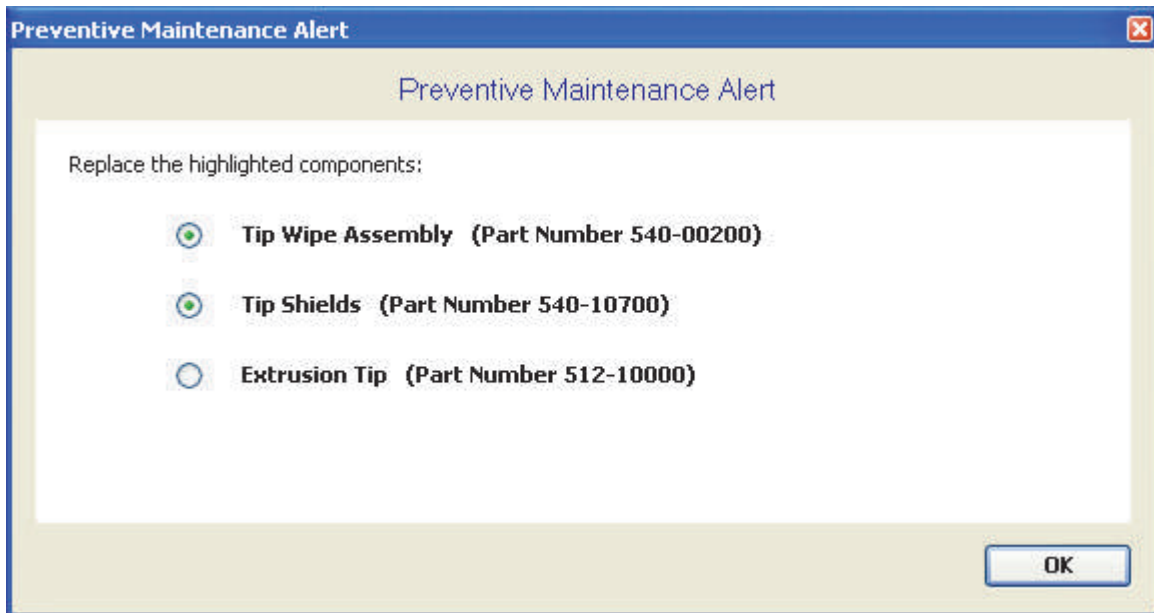 Preventive Maintenance Alert
Preventive Maintenance Alert
Replace the highlighted components:
Tip Wipe Assembly (Part Number 540-00200)
Tip Shields (Part Number 540-10700)
Extrusion Tip (Part Number 512-10000)
OK